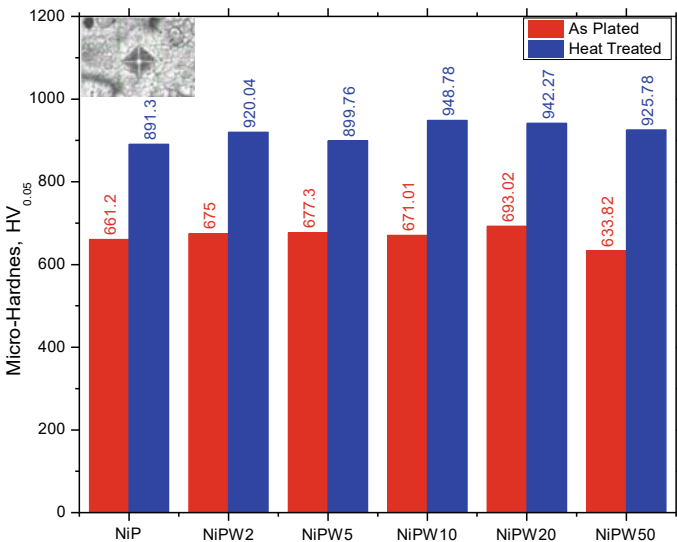 1200
1000
800
600
400
200
0
Micro-Hardnes, HV0.05
As Plated
Heat Treated
661.2
891.3
675
920.04
677.3
899.76
671.01
948.78
693.02
942.27
633.82
925.78
NiP
NiPW2
NiPW5
NiPW10
NiPW20
NiPW50